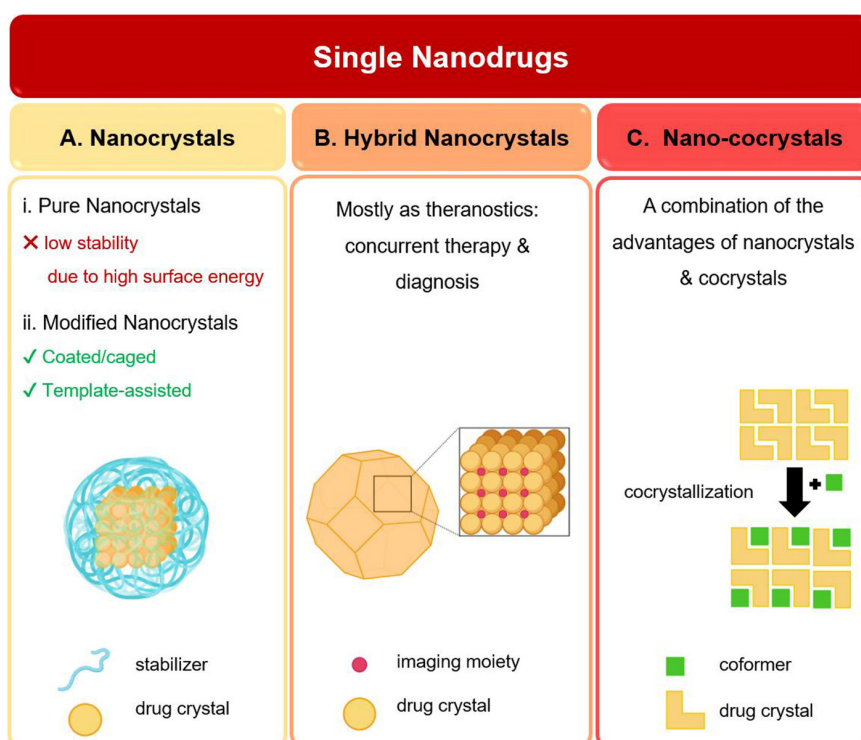 Single Nanodrugs
A. Nanocrystals
B. Hybrid Nanocrystals
C. Nano-cocrystals
i. Pure Nanocrystals
✕ low stability
due to high surface energy
ii. Modified Nanocrystals
✓ Coated/caged
✓ Template-assisted
stabilizer
drug crystal
Mostly as theranostics:
concurrent therapy &
diagnosis
imaging moiety
drug crystal
A combination of the
advantages of nanocrystals
& cocrystals
cocrystallization
+
coformer
drug crystal